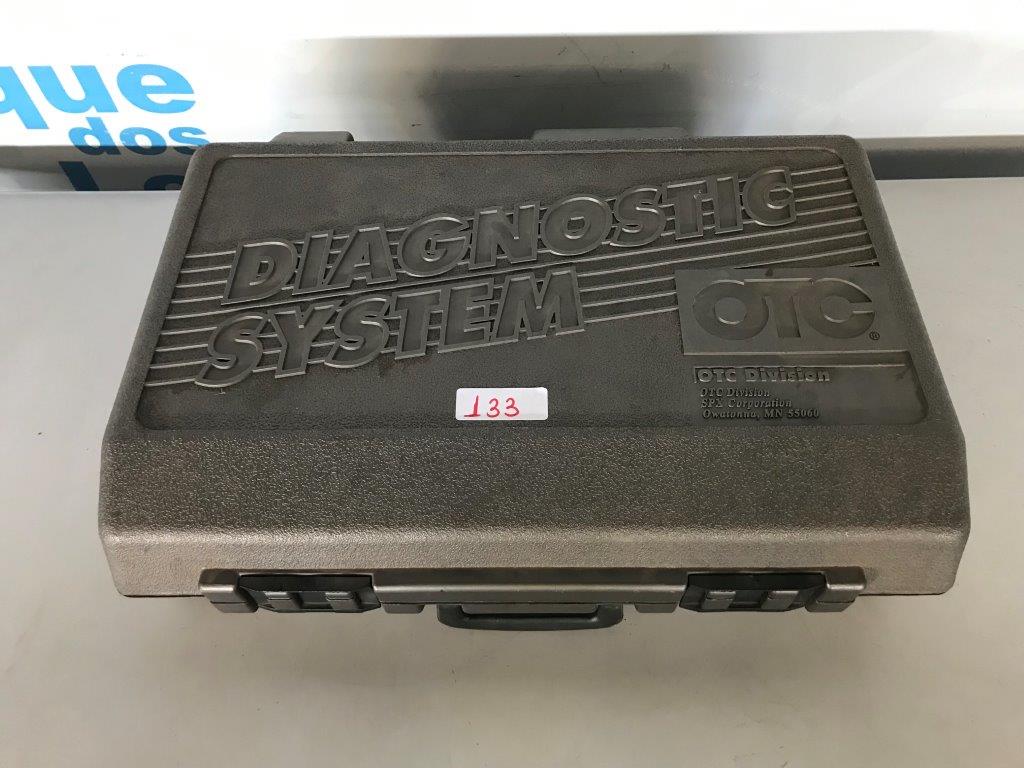 que
dos
DIAGNOSTIC
SYSTEM
OTC®
OTC Division
OTC Division
SPX Corporation
Owatonna, MN 55060
133